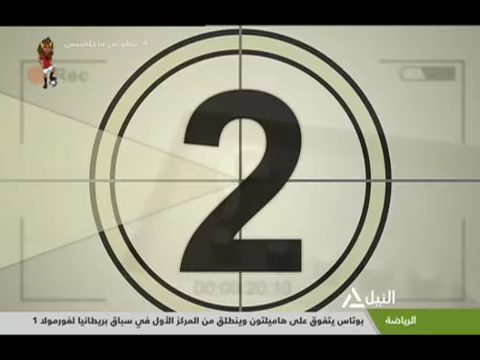 Rec
2
00:00:20:10
النيل
الرياضة
بوتاس يتفوق على هاميلتون وينطلق من المركز الأول في سباق بريطانيا لفورمولا 1